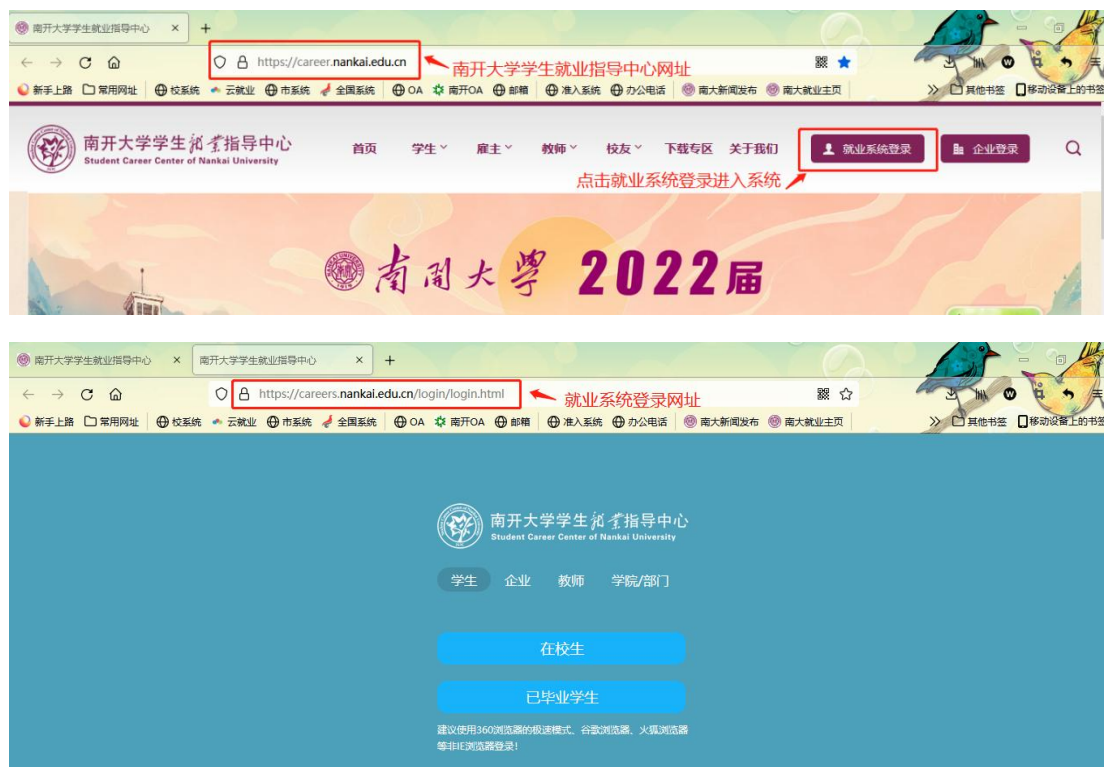 南开大学学生就业指导中心 × +
https://career.nankai.edu.cn
南开大学学生就业指导中心网址
新手上路 常用网址 校系统 云就业 市系统 全国系统 OA 南开OA 邮箱 准入系统 办公电话 南大新闻发布 南大就业主页 其他书签 移动设备上的书签
南开大学学生就业指导中心
Student Career Center of Nankai University
首页 学生 雇主 教师 校友 下载专区 关于我们 就业系统登录 企业登录
点击就业系统登录进入系统
南開大學 2022届
南开大学学生就业指导中心 × 南开大学学生就业指导中心 × +
https://careers.nankai.edu.cn/login/login.html
就业系统登录网址
新手上路 常用网址 校系统 云就业 市系统 全国系统 OA 南开OA 邮箱 准入系统 办公电话 南大新闻发布 南大就业主页 其他书签 移动设备上的书签
南开大学学生就业指导中心
Student Career Center of Nankai University
学生 企业 教师 学院/部门
在校生
已毕业学生
建议使用360浏览器的极速模式、谷歌浏览器、火狐浏览器
等非IE浏览器登录!